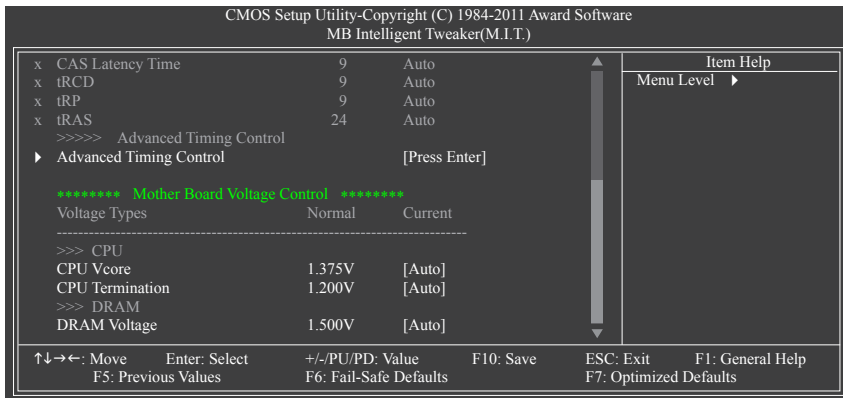 CMOS Setup Utility-Copyright (C) 1984-2011 Award Software
MB Intelligent Tweaker(M.I.T.)
x CAS Latency Time 9 Auto
x tRCD 9 Auto
x tRP 9 Auto
x tRAS 24 Auto
>>>>> Advanced Timing Control
Advanced Timing Control [Press Enter]
******** Mother Board Voltage Control ********
Voltage Types Normal Current
-----------------------------------------------------------------------------
>>> CPU
CPU Vcore 1.375V [Auto]
CPU Termination 1.200V [Auto]
>>> DRAM
DRAM Voltage 1.500V [Auto]
Item Help
Menu Level
↑↓→←: Move Enter: Select +/-/PU/PD: Value F10: Save ESC: Exit F1: General Help
F5: Previous Values F6: Fail-Safe Defaults F7: Optimized Defaults